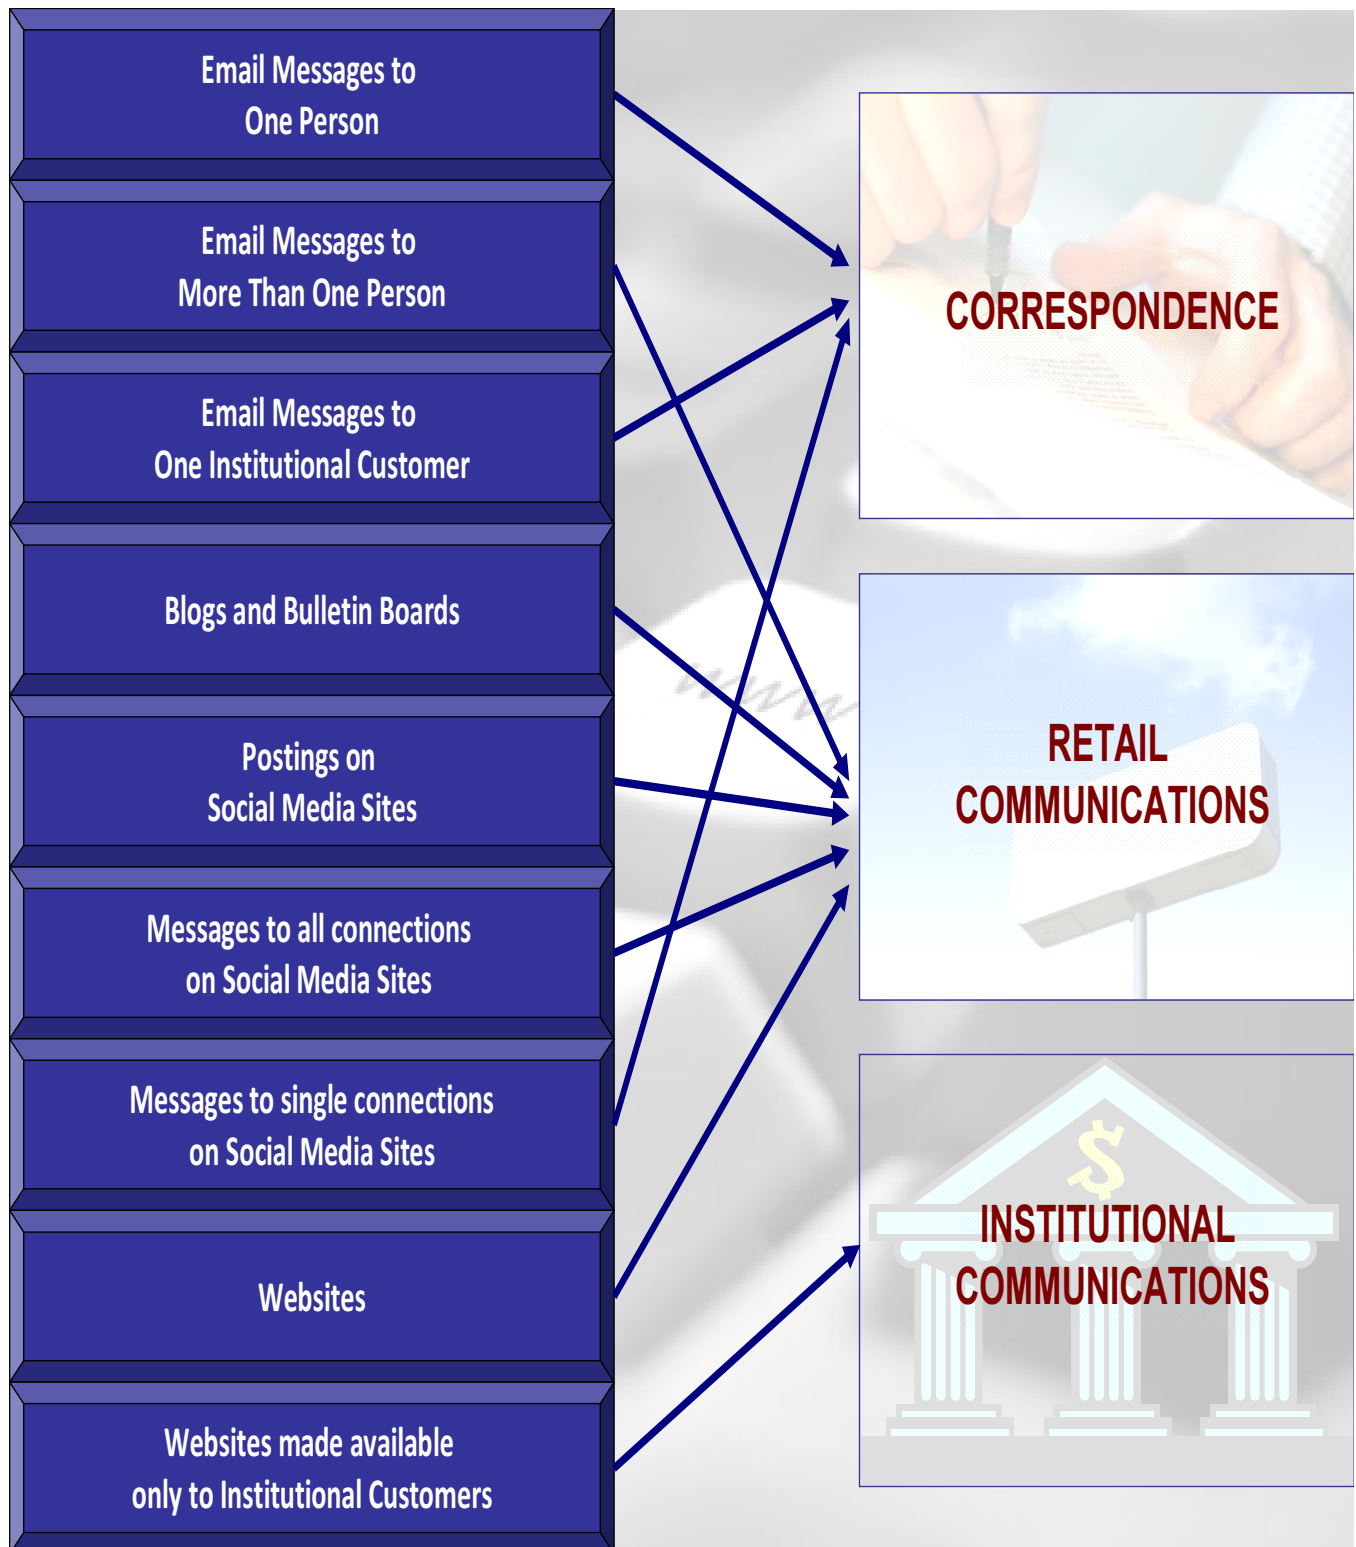 Email Messages to
One Person
Email Messages to
More Than One Person
Email Messages to
One Institutional Customer
Blogs and Bulletin Boards
Postings on
Social Media Sites
Messages to all connections
on Social Media Sites
Messages to single connections
on Social Media Sites
Websites
Websites made available
only to Institutional Customers
www
CORRESPONDENCE
RETAIL
COMMUNICATIONS
$
INSTITUTIONAL
COMMUNICATIONS